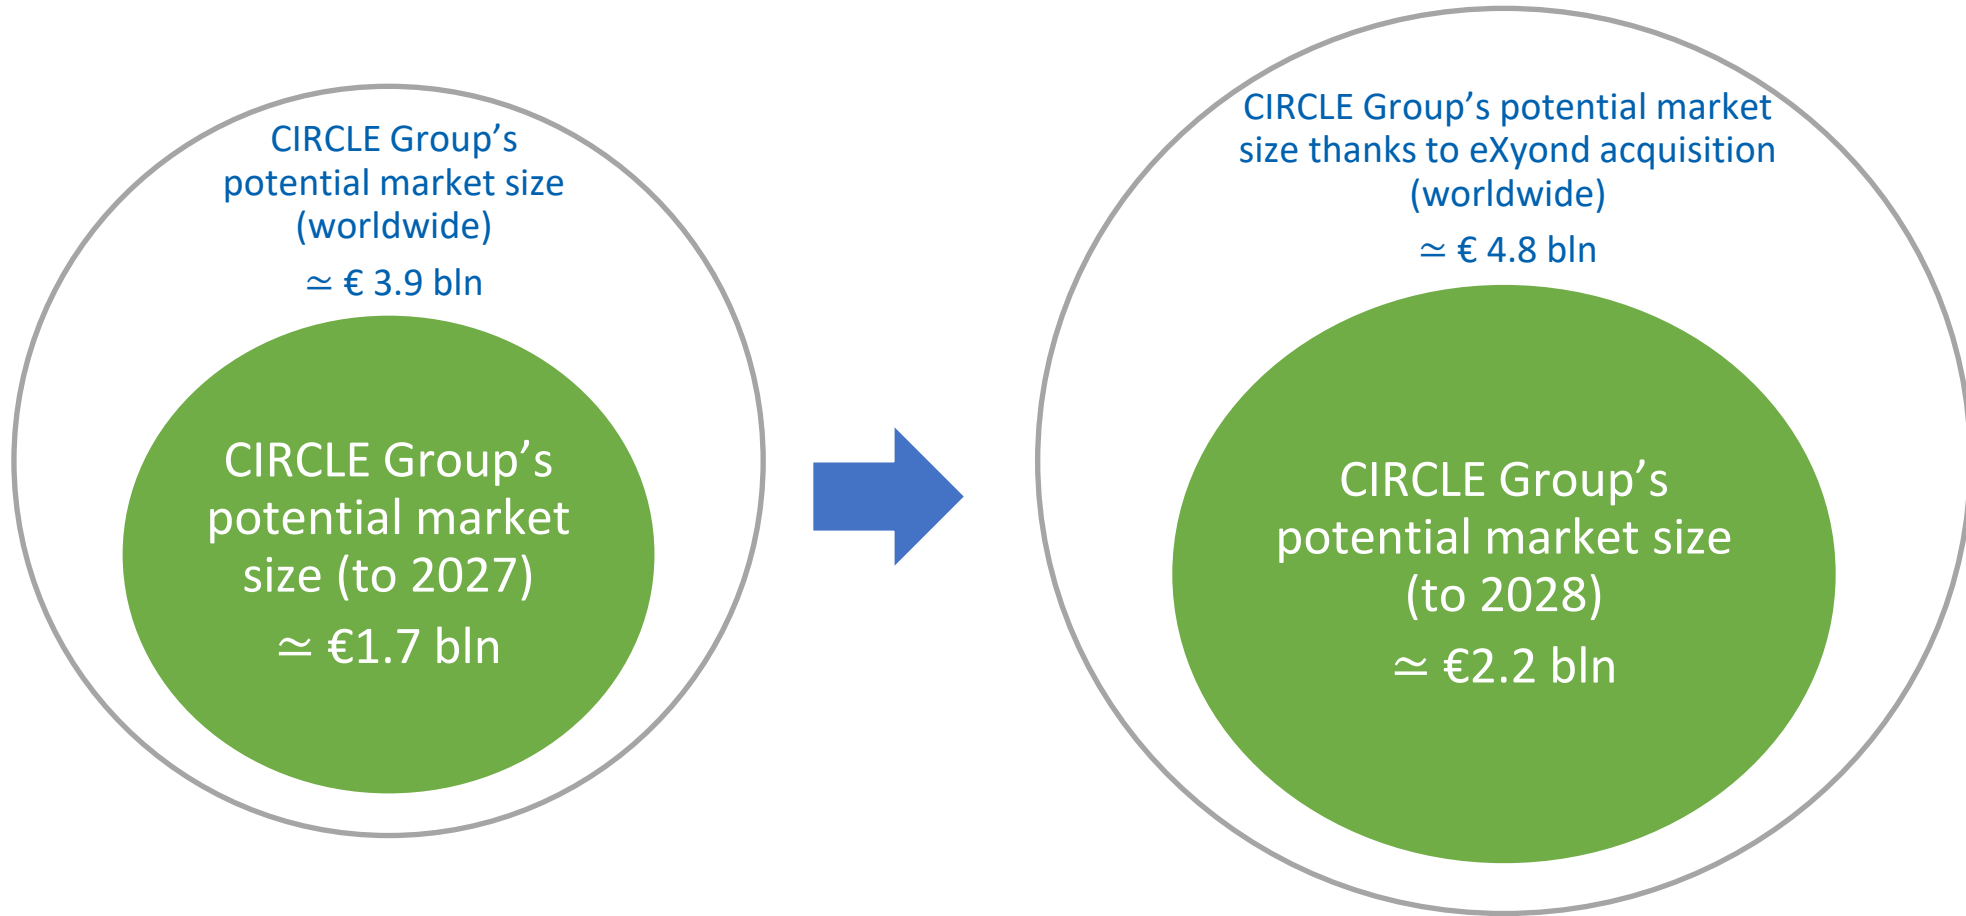 CIRCLE Group’s
potential market size
(worldwide)
≃ € 3.9 bln
CIRCLE Group’s
potential market
size (to 2027)
≃ €1.7 bln
CIRCLE Group’s potential market
size thanks to eXyond acquisition
(worldwide)
≃ € 4.8 bln
CIRCLE Group’s
potential market size
(to 2028)
≃ €2.2 bln